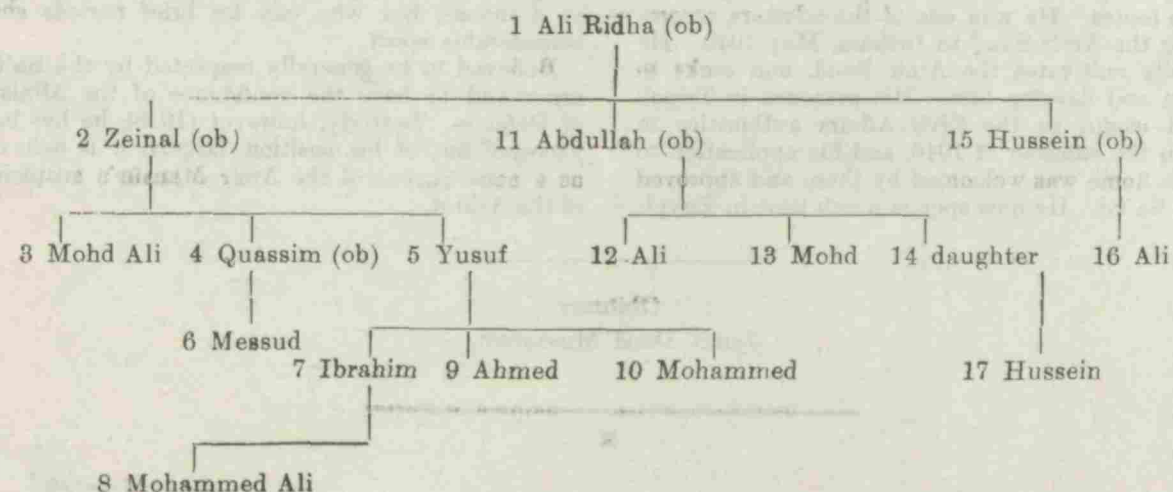 1 Ali Ridha (ob)
2 Zeinal (ob) 11 Abdullah (ob) 15 Hussein (ob)
3 Mohd Ali 4 Quassim (ob) 5 Yusuf 12 Ali 13 Mohd 14 daughter 16 Ali
6 Messud
7 Ibrahim 9 Ahmed 10 Mohammed 17 Hussein
8 Mohammed Ali